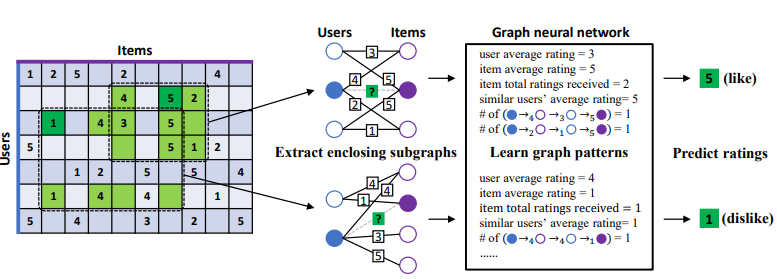 Users Items Graph neural network
Items
1 2 5 2 4
4 5 2
1 4 3 5
5 5 1 2
1 2 5 5 4
1 4 4 1
5 4 3 2 5
Users
3
4 5
?
2 5
1
user average rating = 3
item average rating = 5
item total ratings received = 2
similar users' average rating= 5
# of (→4 →3 →5 ) = 1
# of (→2 →1 →5 ) = 1
5 (like)
Extract enclosing subgraphs Learn graph patterns Predict ratings
4
4
1
?
3
5
user average rating = 4
item average rating = 1
item total ratings received = 1
similar users' average rating= 1
# of (→4 →4 →1 ) = 1
......
1 (dislike)